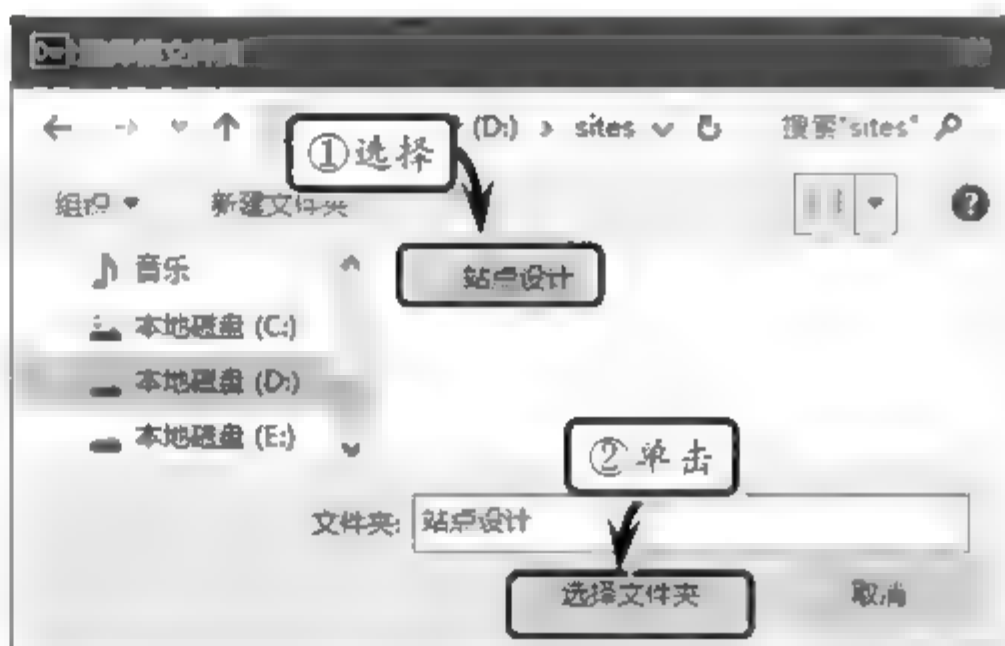 Dw
①选择
(D:) > sites
搜索"sites"
组织
新建文件夹
音乐
站点设计
本地磁盘 (C:)
本地磁盘 (D:)
本地磁盘 (E:)
②单击
文件夹: 站点设计
选择文件夹
取消